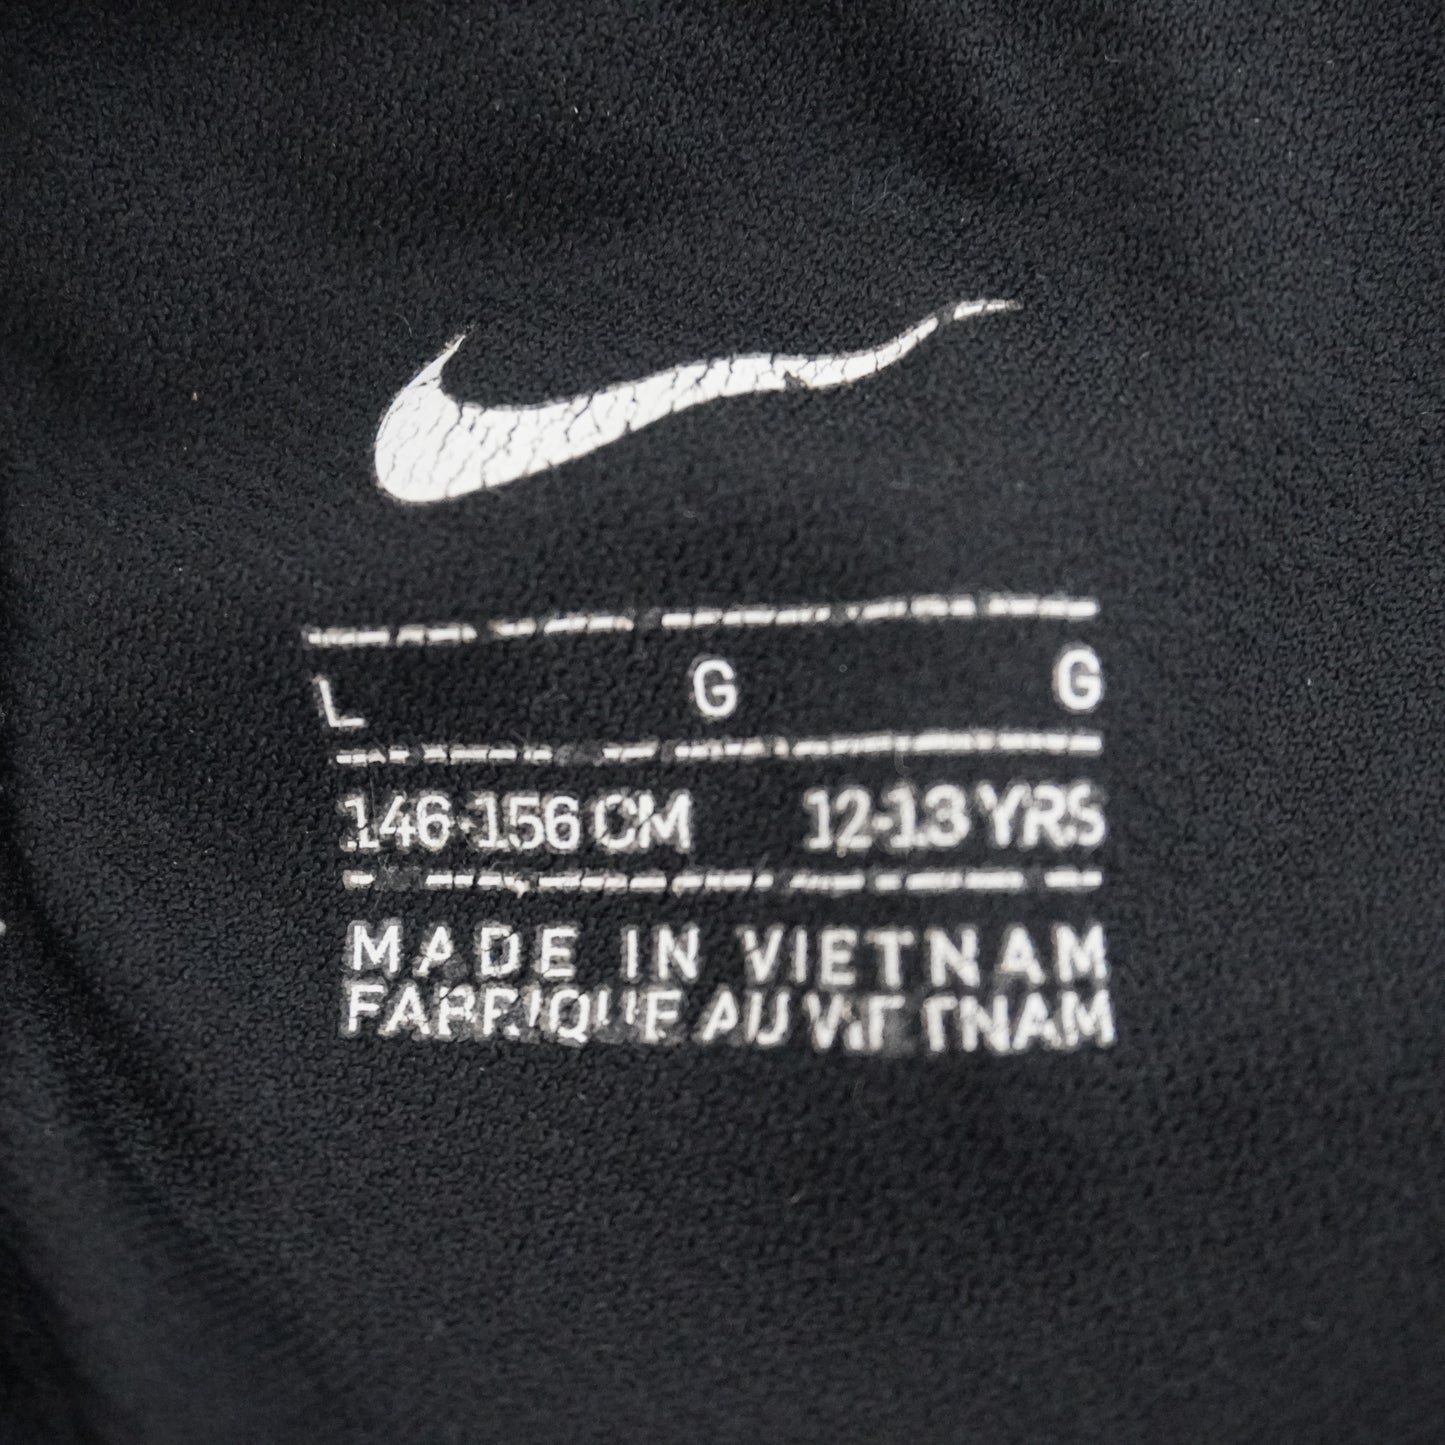 L G G
146-156 CM 12-13 YRS
MADE IN VIETNAM
FABRIQUE AU VIETNAM